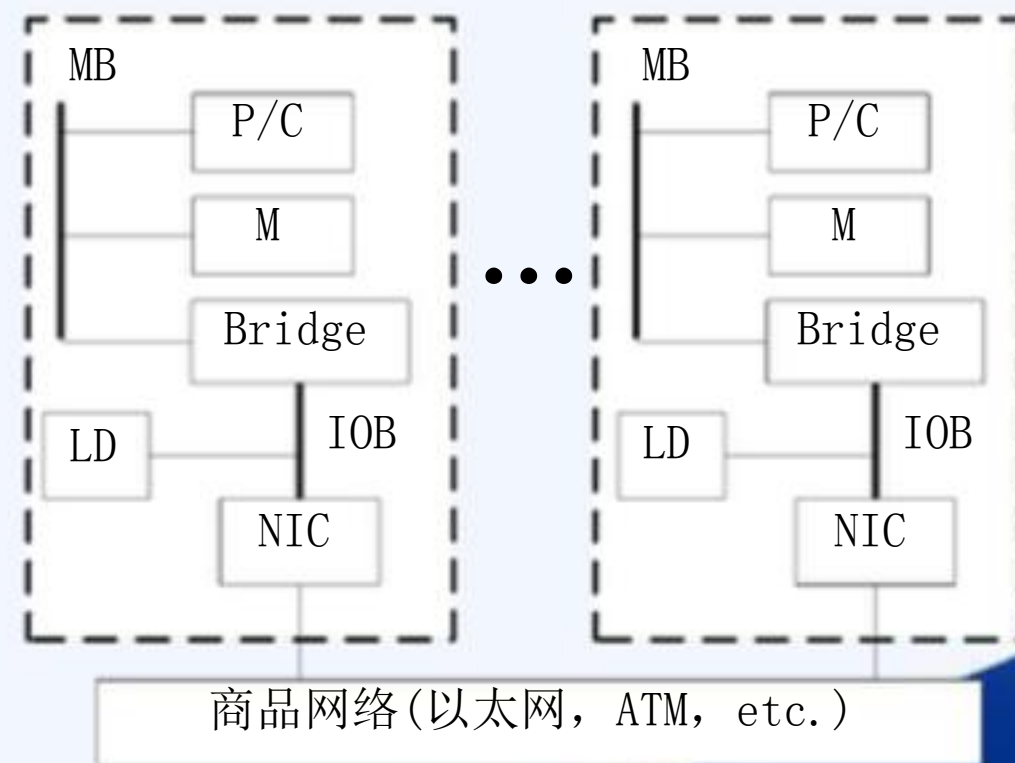 MB
P/C
M
Bridge
LD
IOB
NIC
MB
P/C
M
Bridge
LD
IOB
NIC
商品网络(以太网，ATM，etc.)